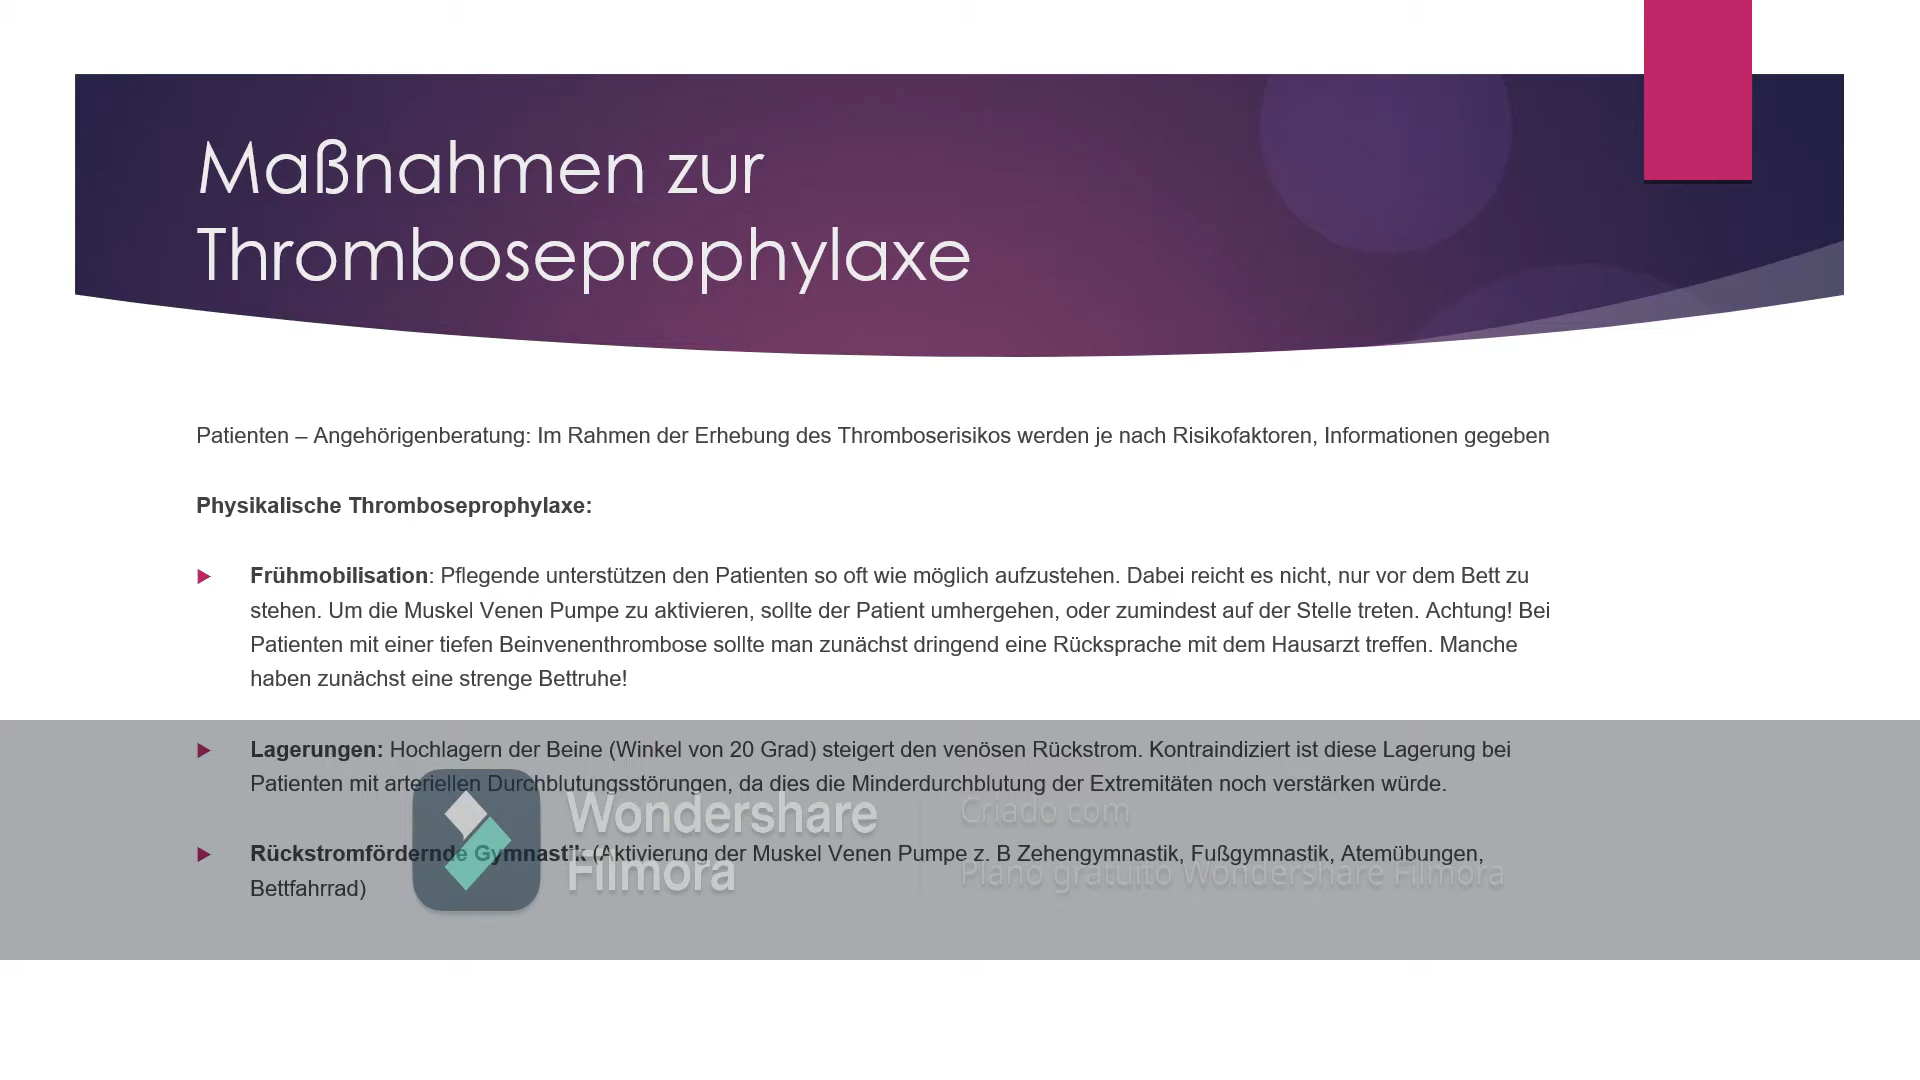 Maßnahmen zur
Thromboseprophylaxe
Patienten – Angehörigenberatung: Im Rahmen der Erhebung des Thromboserisikos werden je nach Risikofaktoren, Informationen gegeben
Physikalische Thromboseprophylaxe:
Frühmobilisation: Pflegende unterstützen den Patienten so oft wie möglich aufzustehen. Dabei reicht es nicht, nur vor dem Bett zu
stehen. Um die Muskel Venen Pumpe zu aktivieren, sollte der Patient umhergehen, oder zumindest auf der Stelle treten. Achtung! Bei
Patienten mit einer tiefen Beinvenenthrombose sollte man zunächst dringend eine Rücksprache mit dem Hausarzt treffen. Manche
haben zunächst eine strenge Bettruhe!
Lagerungen: Hochlagern der Beine (Winkel von 20 Grad) steigert den venösen Rückstrom. Kontraindiziert ist diese Lagerung bei
Patienten mit arteriellen Durchblutungsstörungen, da dies die Minderdurchblutung der Extremitäten noch verstärken würde.
Rückstromfördernde Gymnastik (Aktivierung der Muskel Venen Pumpe z. B Zehengymnastik, Fußgymnastik, Atemübungen,
Bettfahrrad)
Wondershare
Filmora
Criado com
Plano gratuito Wondershare Filmora